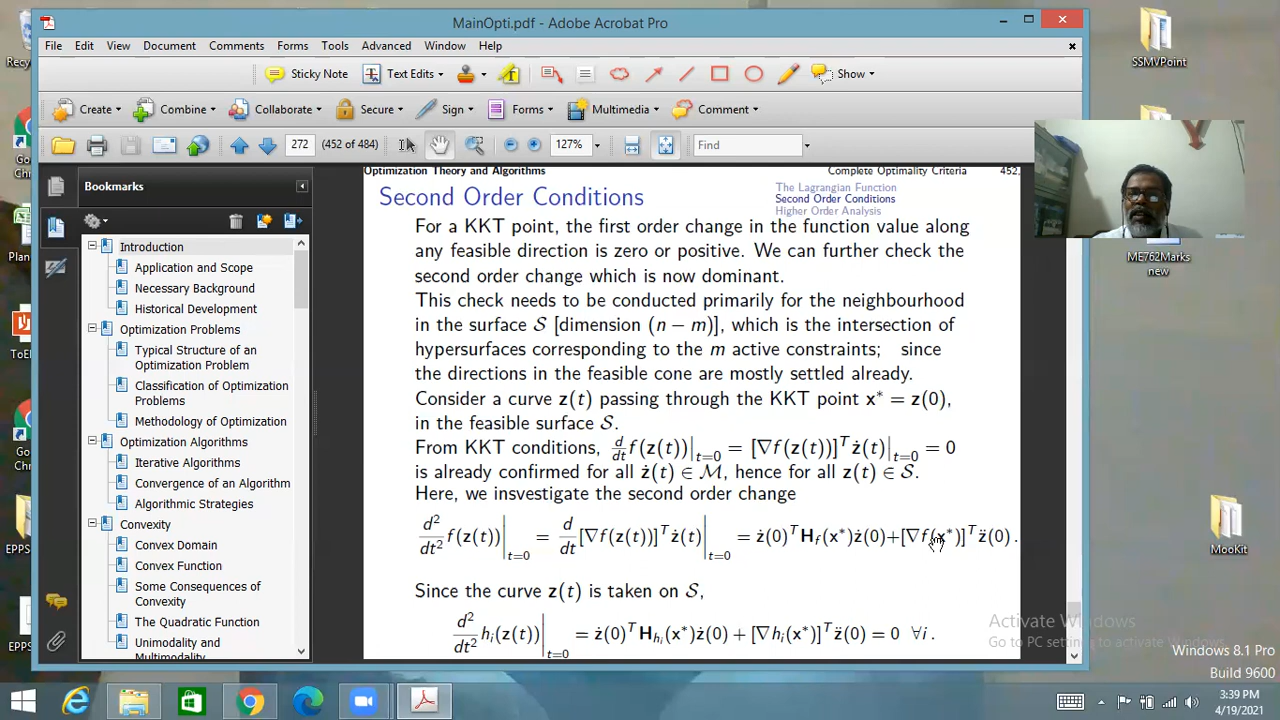 MainOpti.pdf - Adobe Acrobat Pro
File Edit View Document Comments Forms Tools Advanced Window Help
Sticky Note Text Edits Show
Create Combine Collaborate Secure Sign Forms Multimedia Comment
272 (452 of 484) 127% Find
Bookmarks
Introduction
Application and Scope
Necessary Background
Historical Development
Optimization Problems
Typical Structure of an
Optimization Problem
Classification of Optimization
Problems
Methodology of Optimization
Optimization Algorithms
Iterative Algorithms
Convergence of an Algorithm
Algorithmic Strategies
Convexity
Convex Domain
Convex Function
Some Consequences of
Convexity
The Quadratic Function
Unimodality and
Multimodality
Optimization Theory and Algorithms Complete Optimality Criteria 452,
Second Order Conditions
The Lagrangian Function
Second Order Conditions
Higher Order Analysis
For a KKT point, the first order change in the function value along
any feasible direction is zero or positive. We can further check the
second order change which is now dominant.
This check needs to be conducted primarily for the neighbourhood
in the surface 𝒮 [dimension (n − m)], which is the intersection of
hypersurfaces corresponding to the m active constraints; since
the directions in the feasible cone are mostly settled already.
Consider a curve z(t) passing through the KKT point x* = z(0),
in the feasible surface 𝒮.
From KKT conditions, d/dt f(z(t))|t=0 = [∇f(z(t))]^T ż(t)|t=0 = 0
is already confirmed for all ż(t) ∈ ℳ, hence for all z(t) ∈ 𝒮.
Here, we insvestigate the second order change
d²/dt² f(z(t))|t=0 = d/dt [∇f(z(t))]^T ż(t)|t=0 = ż(0)^T H_f(x*)ż(0)+[∇f(x*)]^T z̈(0) .
Since the curve z(t) is taken on 𝒮,
d²/dt² h_i(z(t))|t=0 = ż(0)^T H_{h_i}(x*)ż(0) + [∇h_i(x*)]^T z̈(0) = 0 ∀i .
SSMVPoint
ME762Marks
new
MooKit
Activate Windows
Go to PC settings to activate Windows.
Windows 8.1 Pro
Build 9600
3:39 PM
4/19/2021